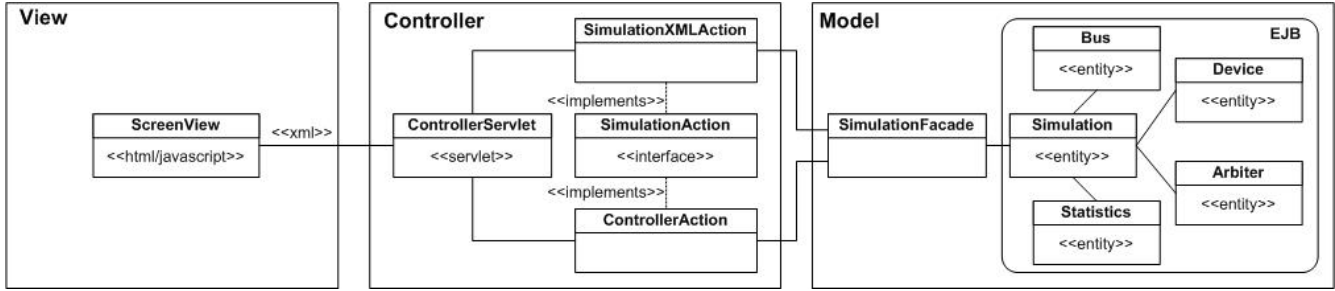 View
ScreenView
<<html/javascript>>
<<xml>>
Controller
SimulationXMLAction
<<implements>>
ControllerServlet
<<servlet>>
SimulationAction
<<interface>>
<<implements>>
ControllerAction
Model
SimulationFacade
EJB
Bus
<<entity>>
Device
<<entity>>
Simulation
<<entity>>
Arbiter
<<entity>>
Statistics
<<entity>>